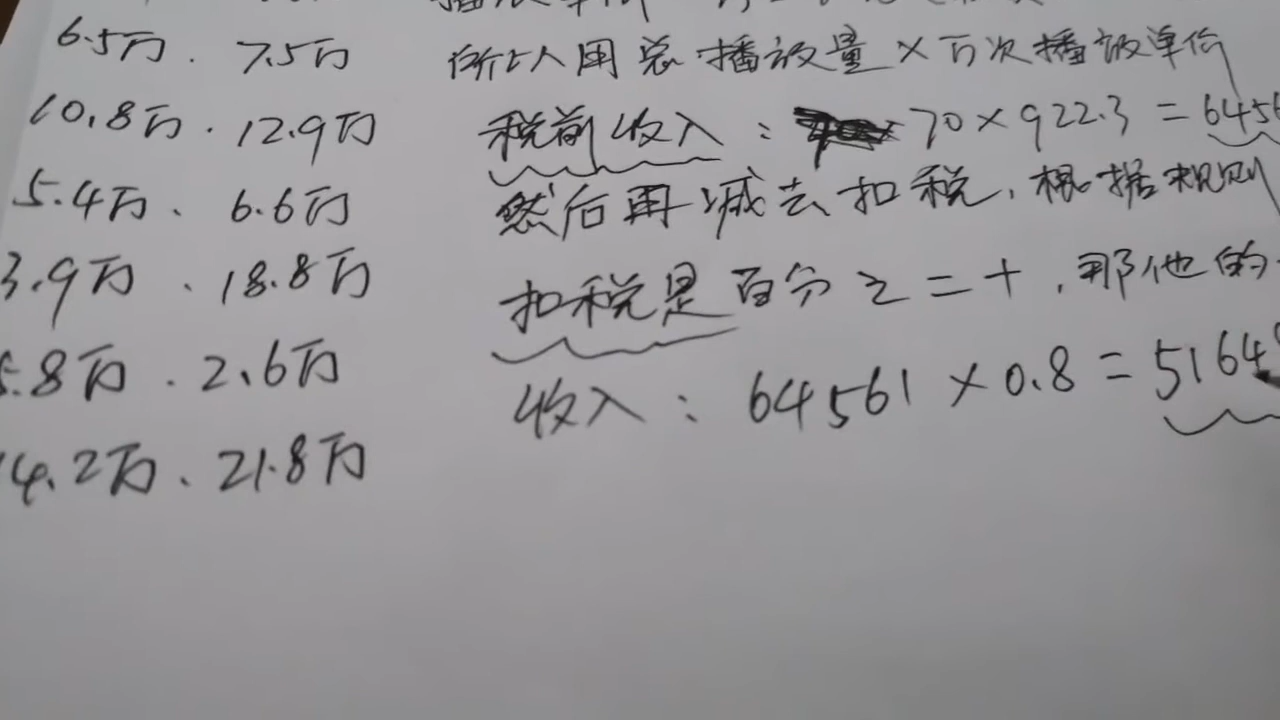 6.5万. 7.5万
10.8万. 12.9万
5.4万、6.6万
3.9万、18.8万
5.8万.2.6万
4.2万、21.8万
所以用总播放量×万次播放单价
税前收入：70×922.3=6456
然后再减去扣税，根据规则
扣税是百分之二十，那他的
收入：64561×0.8=5164